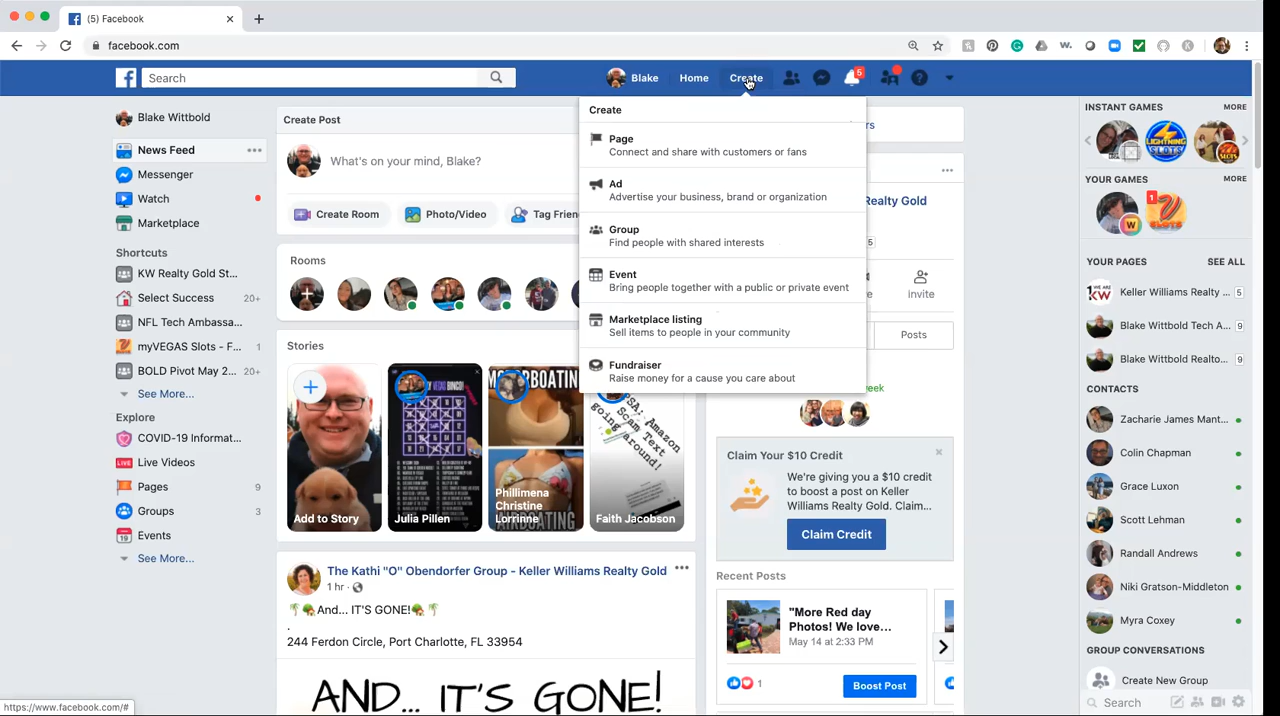 (5) Facebook
facebook.com
Search
Blake
Home
Create
5
Blake Wittbold
News Feed
Messenger
Watch
Marketplace
Shortcuts
KW Realty Gold St...
Select Success 20+
NFL Tech Ambassa...
myVEGAS Slots - F... 1
BOLD Pivot May 2... 20+
See More...
Explore
COVID-19 Informat...
Live Videos
Pages 9
Groups 3
Events
See More...
Create Post
What's on your mind, Blake?
Create Room
Photo/Video
Tag Frien
Rooms
Stories
Add to Story
Julia Pillen
Phillimena
Christine
Lorrinne
Faith Jacobson
PSA: Amazon
Scam Text
going around!
The Kathi "O" Obendorfer Group - Keller Williams Realty Gold
1 hr
And... IT'S GONE!
.
244 Ferdon Circle, Port Charlotte, FL 33954
AND... IT'S GONE!
Create
Page
Connect and share with customers or fans
Ad
Advertise your business, brand or organization
Group
Find people with shared interests
Event
Bring people together with a public or private event
Marketplace listing
Sell items to people in your community
Fundraiser
Raise money for a cause you care about
rs
Realty Gold
5
e
Invite
Posts
eek
Claim Your $10 Credit
We're giving you a $10 credit
to boost a post on Keller
Williams Realty Gold. Claim...
Claim Credit
Recent Posts
"More Red day
Photos! We love...
May 14 at 2:33 PM
1
Boost Post
INSTANT GAMES MORE
YOUR GAMES MORE
1
YOUR PAGES SEE ALL
Keller Williams Realty ... 5
Blake Wittbold Tech A... 9
Blake Wittbold Realto... 9
CONTACTS
Zacharie James Mant...
Colin Chapman
Grace Luxon
Scott Lehman
Randall Andrews
Niki Gratson-Middleton
Myra Coxey
GROUP CONVERSATIONS
Create New Group
Search
https://www.facebook.com/#